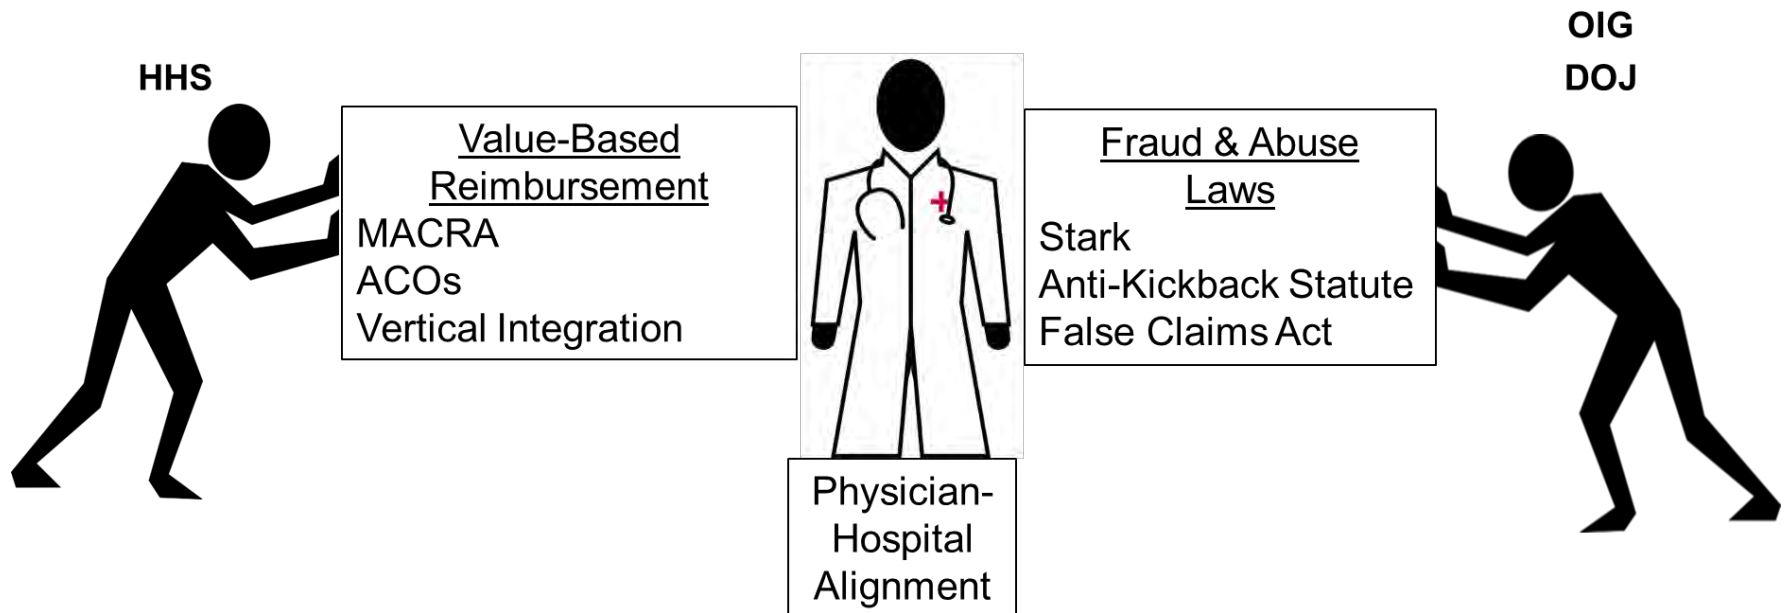 HHS
Value-Based
Reimbursement
MACRA
ACOs
Vertical Integration
OIG
DOJ
Fraud & Abuse
Laws
Stark
Anti-Kickback Statute
False Claims Act
Physician-
Hospital
Alignment